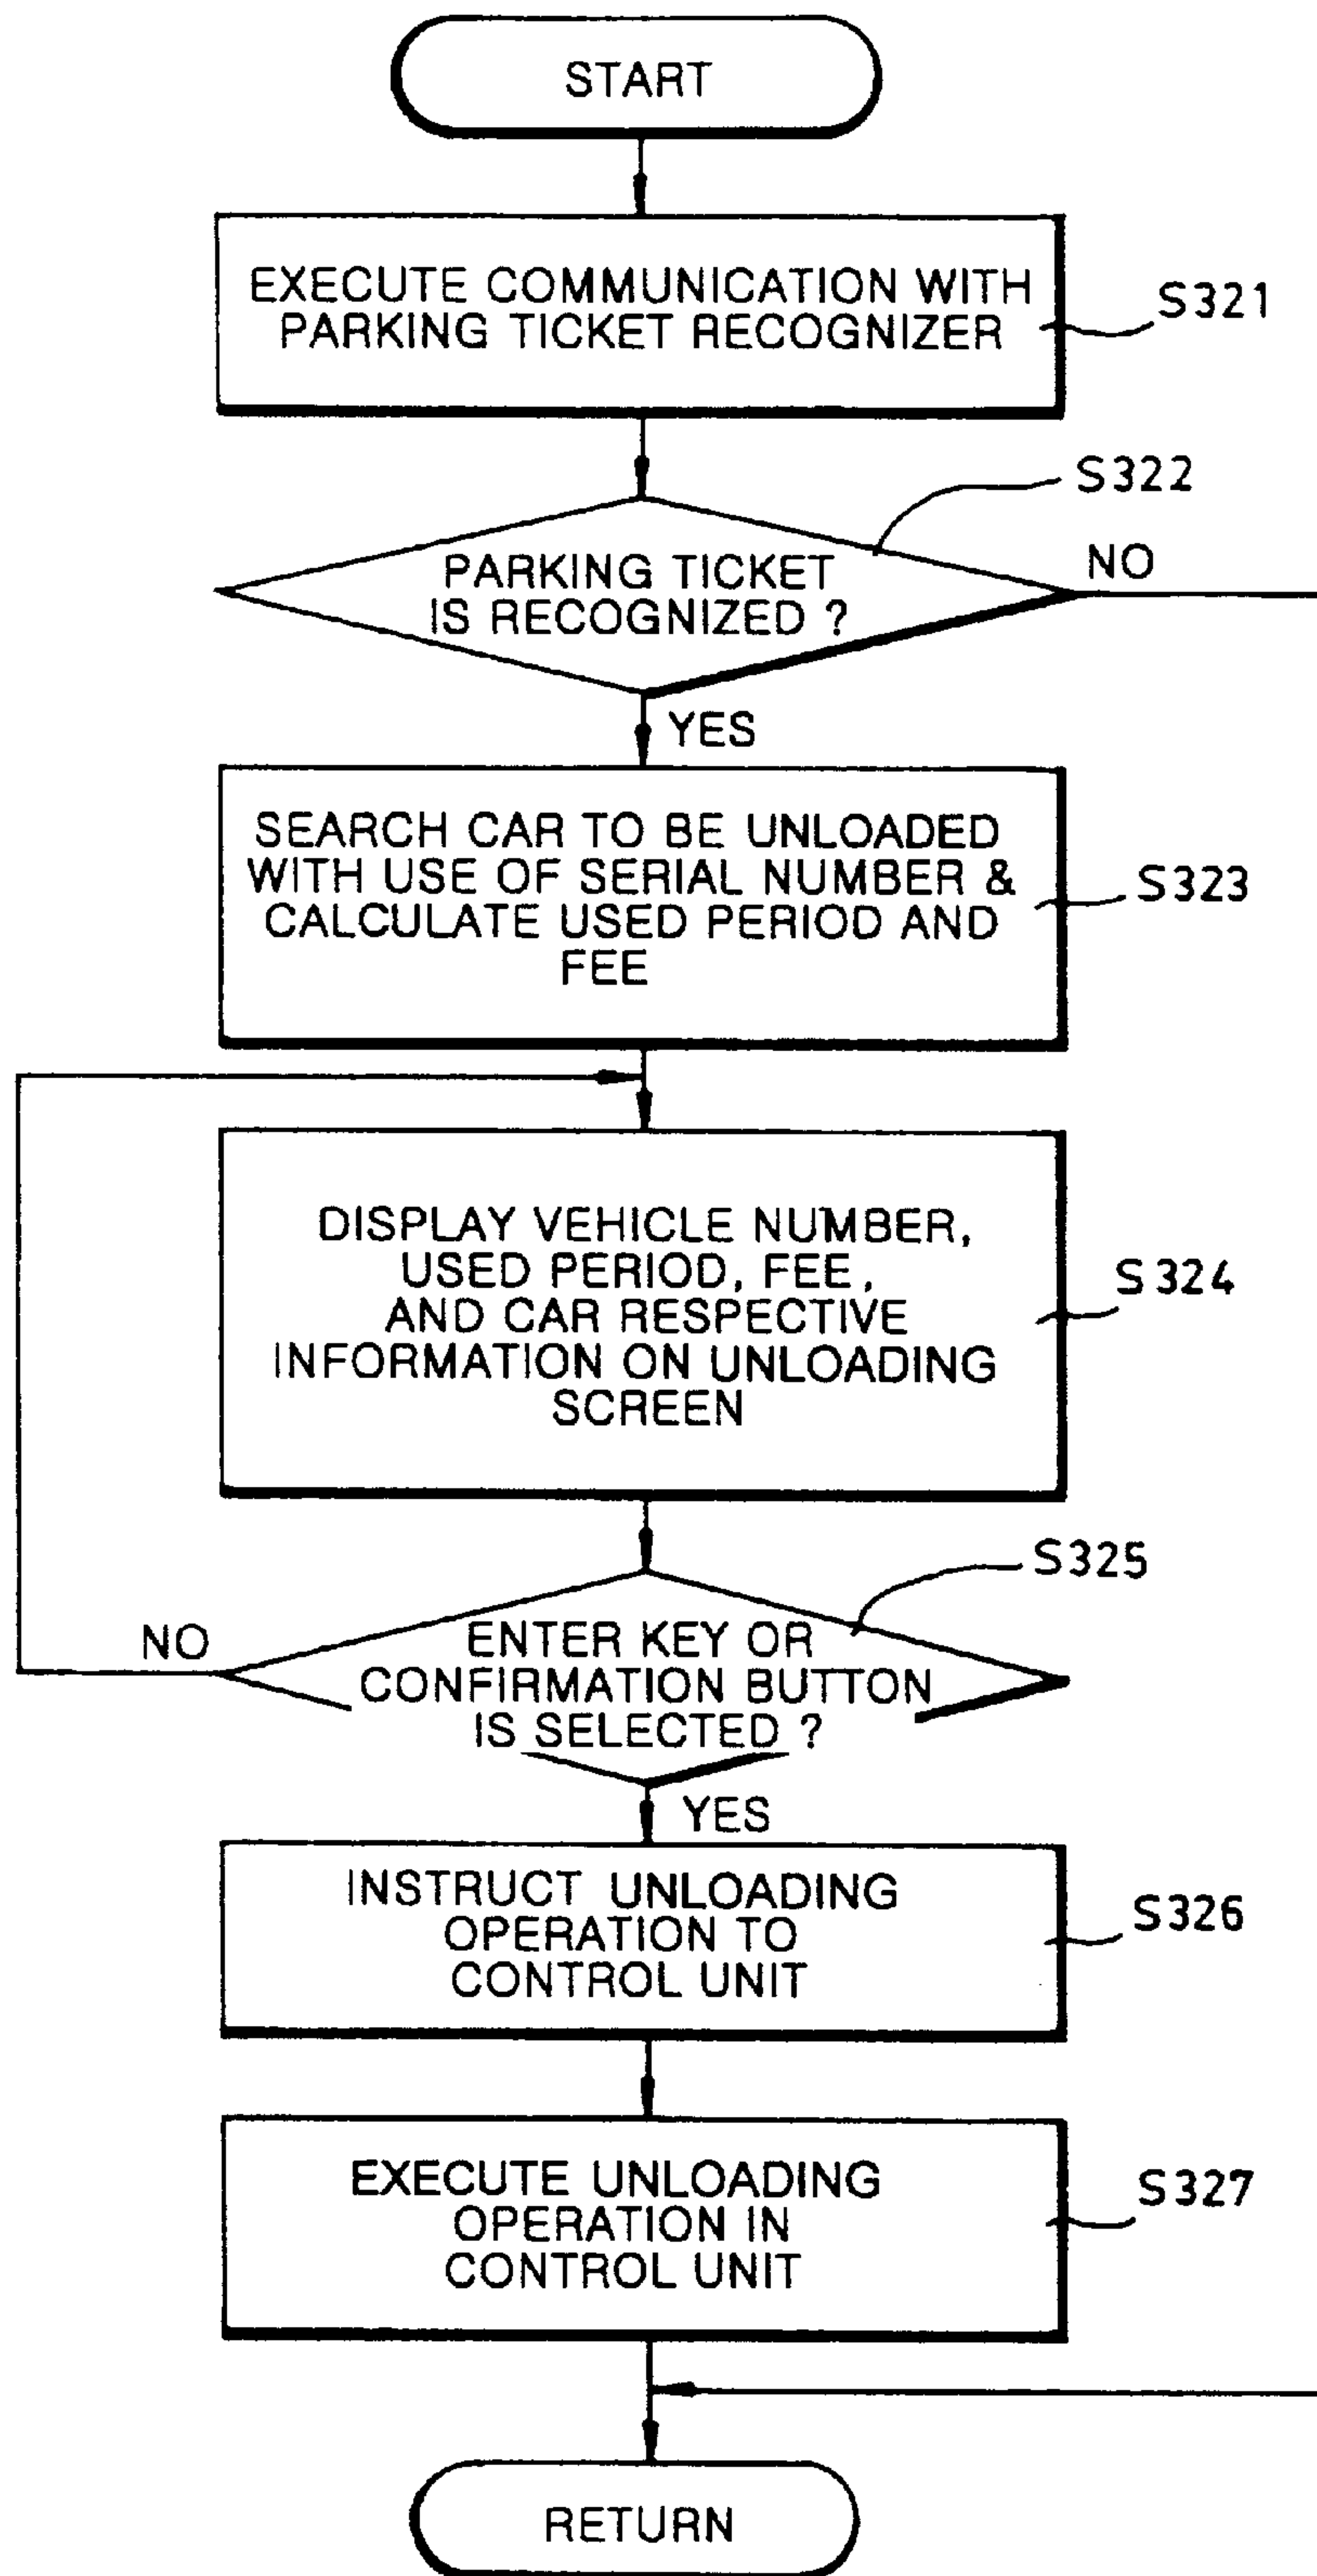 START
EXECUTE COMMUNICATION WITH
PARKING TICKET RECOGNIZER
S321
S322
PARKING TICKET
IS RECOGNIZED ?
NO
YES
SEARCH CAR TO BE UNLOADED
WITH USE OF SERIAL NUMBER &
CALCULATE USED PERIOD AND
FEE
S323
DISPLAY VEHICLE NUMBER,
USED PERIOD, FEE,
AND CAR RESPECTIVE
INFORMATION ON UNLOADING
SCREEN
S324
S325
ENTER KEY OR
CONFIRMATION BUTTON
IS SELECTED ?
NO
YES
INSTRUCT UNLOADING
OPERATION TO
CONTROL UNIT
S326
EXECUTE UNLOADING
OPERATION IN
CONTROL UNIT
S327
RETURN